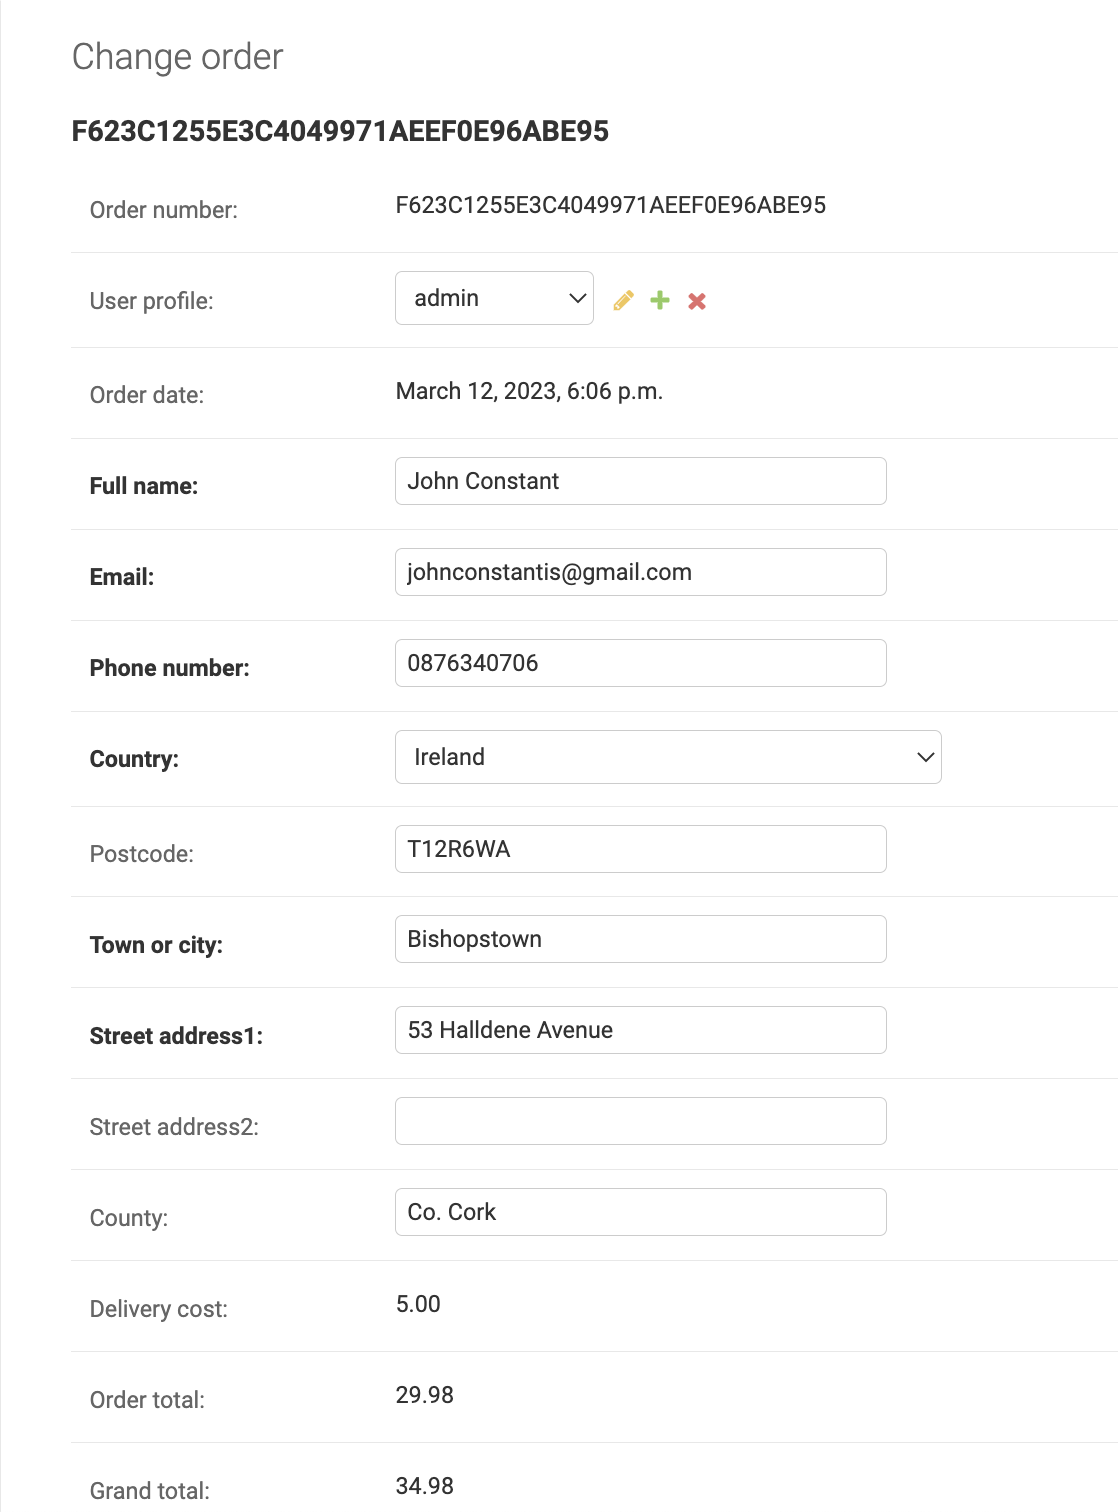 Change order
F623C1255E3C4049971AEEF0E96ABE95
Order number: F623C1255E3C4049971AEEF0E96ABE95
User profile: admin
Order date: March 12, 2023, 6:06 p.m.
Full name: John Constant
Email: johnconstantis@gmail.com
Phone number: 0876340706
Country: Ireland
Postcode: T12R6WA
Town or city: Bishopstown
Street address1: 53 Halldene Avenue
Street address2:
County: Co. Cork
Delivery cost: 5.00
Order total: 29.98
Grand total: 34.98